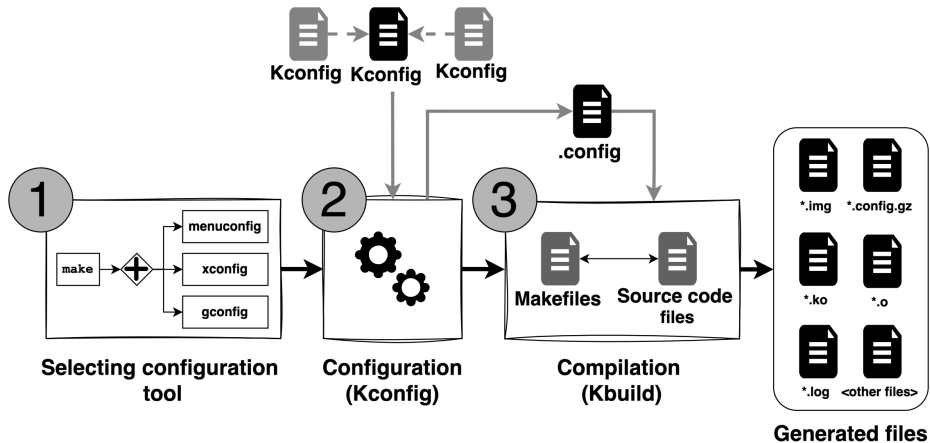 Kconfig
Kconfig
Kconfig
.config
1
2
3
make
menuconfig
xconfig
gconfig
Makefiles
Source code
files
*.img
*.config.gz
*.ko
*.o
*.log
<other files>
Selecting configuration
tool
Configuration
(Kconfig)
Compilation
(Kbuild)
Generated files